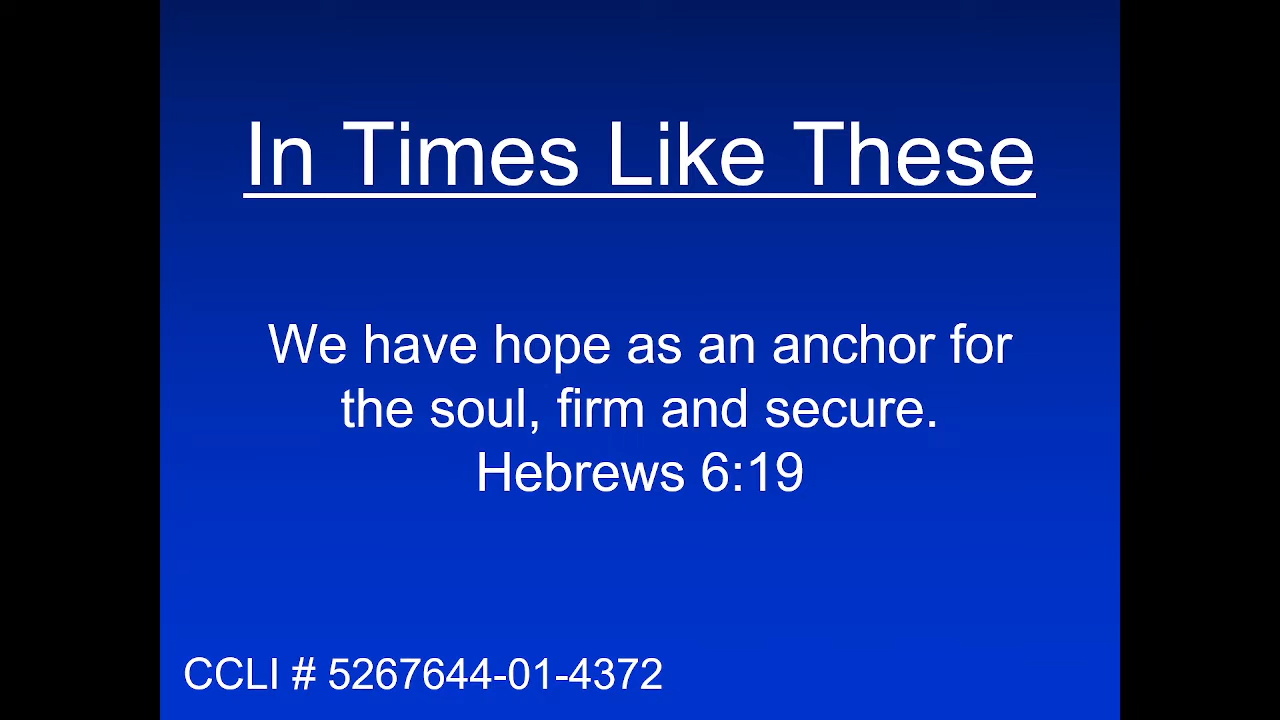 In Times Like These
We have hope as an anchor for
the soul, firm and secure.
Hebrews 6:19
CCLI # 5267644-01-4372